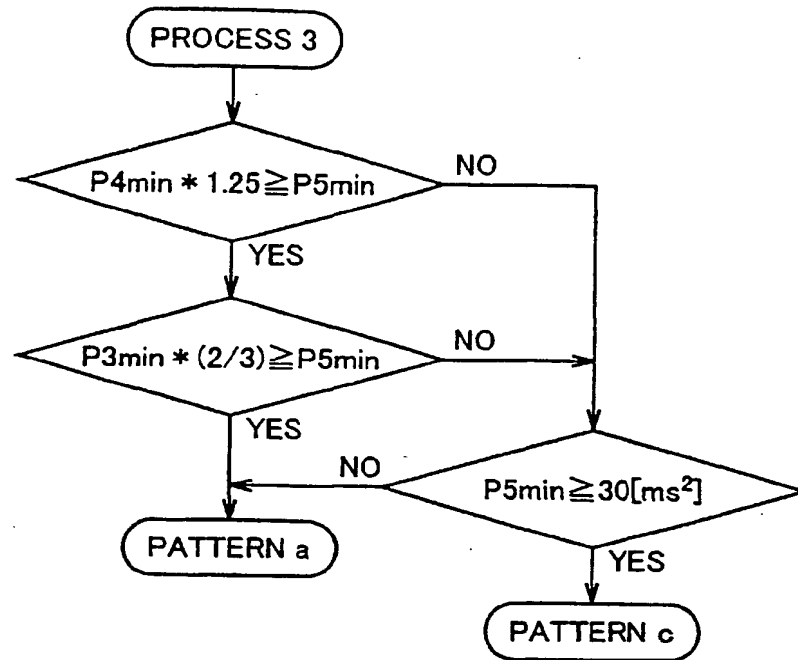 PROCESS 3
P4min * 1.25≧P5min
NO
YES
P3min * (2/3)≧P5min
NO
YES
NO
P5min≧30[ms²]
PATTERN a
YES
PATTERN c